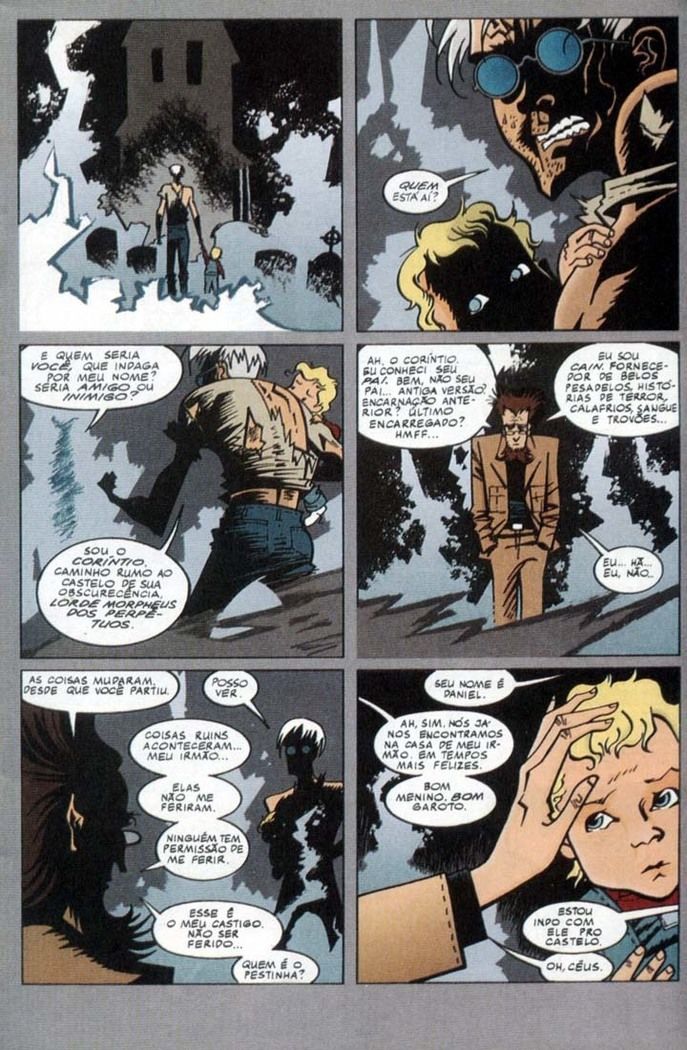 QUEM
ESTÁ AÍ?
E QUEM SERIA
VOCÊ, QUE INDAGA
POR MEU NOME?
SERIA AMIGO OU
INIMIGO?
SOU O
CORÍNTIO,
CAMINHO RUMO AO
CASTELO DE SUA
OBSCURECÊNCIA,
LORDE MORPHEUS
DOS PERPÉ-
TUOS.
AH, O CORÍNTIO.
EU CONHECI SEU
PAI. BEM, NÃO SEU
PAI... ANTIGA VERSÃO?
ENCARNAÇÃO ANTE-
RIOR? ÚLTIMO
ENCARREGADO?
HMFF...
EU SOU
CAIN. FORNECE-
DOR DE BELOS
PESADELOS, HISTÓ-
RIAS DE TERROR,
CALAFRIOS, SANGUE
E TROVÕES...
EU... HÃ...
EU, NÃO...
AS COISAS MUDARAM,
DESDE QUE VOCÊ PARTIU.
POSSO
VER.
COISAS RUINS
ACONTECERAM...
MEU IRMÃO...
ELAS
NÃO ME
FERIRAM.
NINGUÉM TEM
PERMISSÃO DE
ME FERIR.
ESSE É
O MEU CASTIGO.
NÃO SER
FERIDO...
QUEM É O
PESTINHA?
SEU NOME É
DANIEL.
AH, SIM. NÓS JÁ
NOS ENCONTRAMOS
NA CASA DE MEU IR-
MÃO. EM TEMPOS
MAIS FELIZES.
BOM
MENINO. BOM
GAROTO.
ESTOU
INDO COM
ELE PRO
CASTELO.
OH, CÉUS.